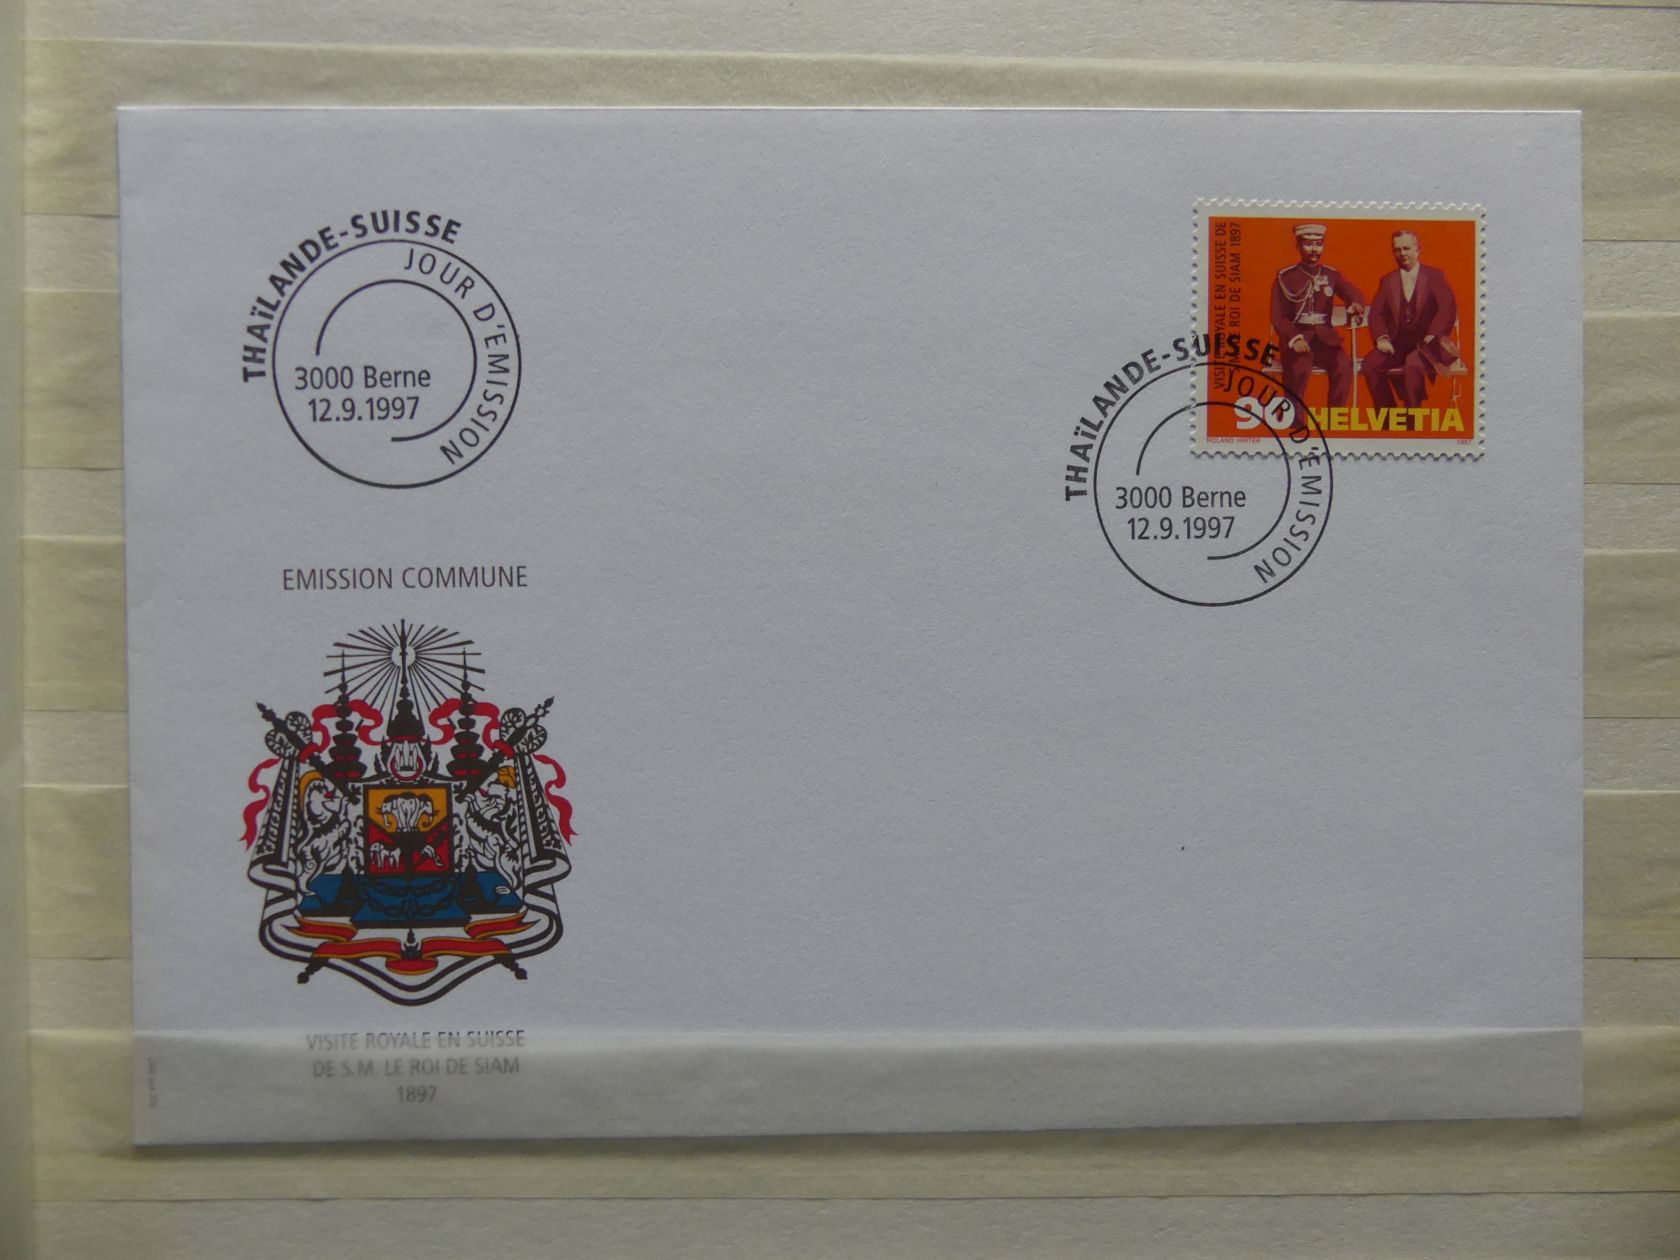 THAÏLANDE-SUISSE
JOUR D'EMISSION
3000 Berne
12.9.1997
VISITE ROYALE EN SUISSE DE
S.M. LE ROI DE SIAM 1897
90 HELVETIA
ROLAND HIRTER 1997
THAÏLANDE-SUISSE
JOUR D'EMISSION
3000 Berne
12.9.1997
EMISSION COMMUNE
VISITE ROYALE EN SUISSE
DE S.M. LE ROI DE SIAM
1897